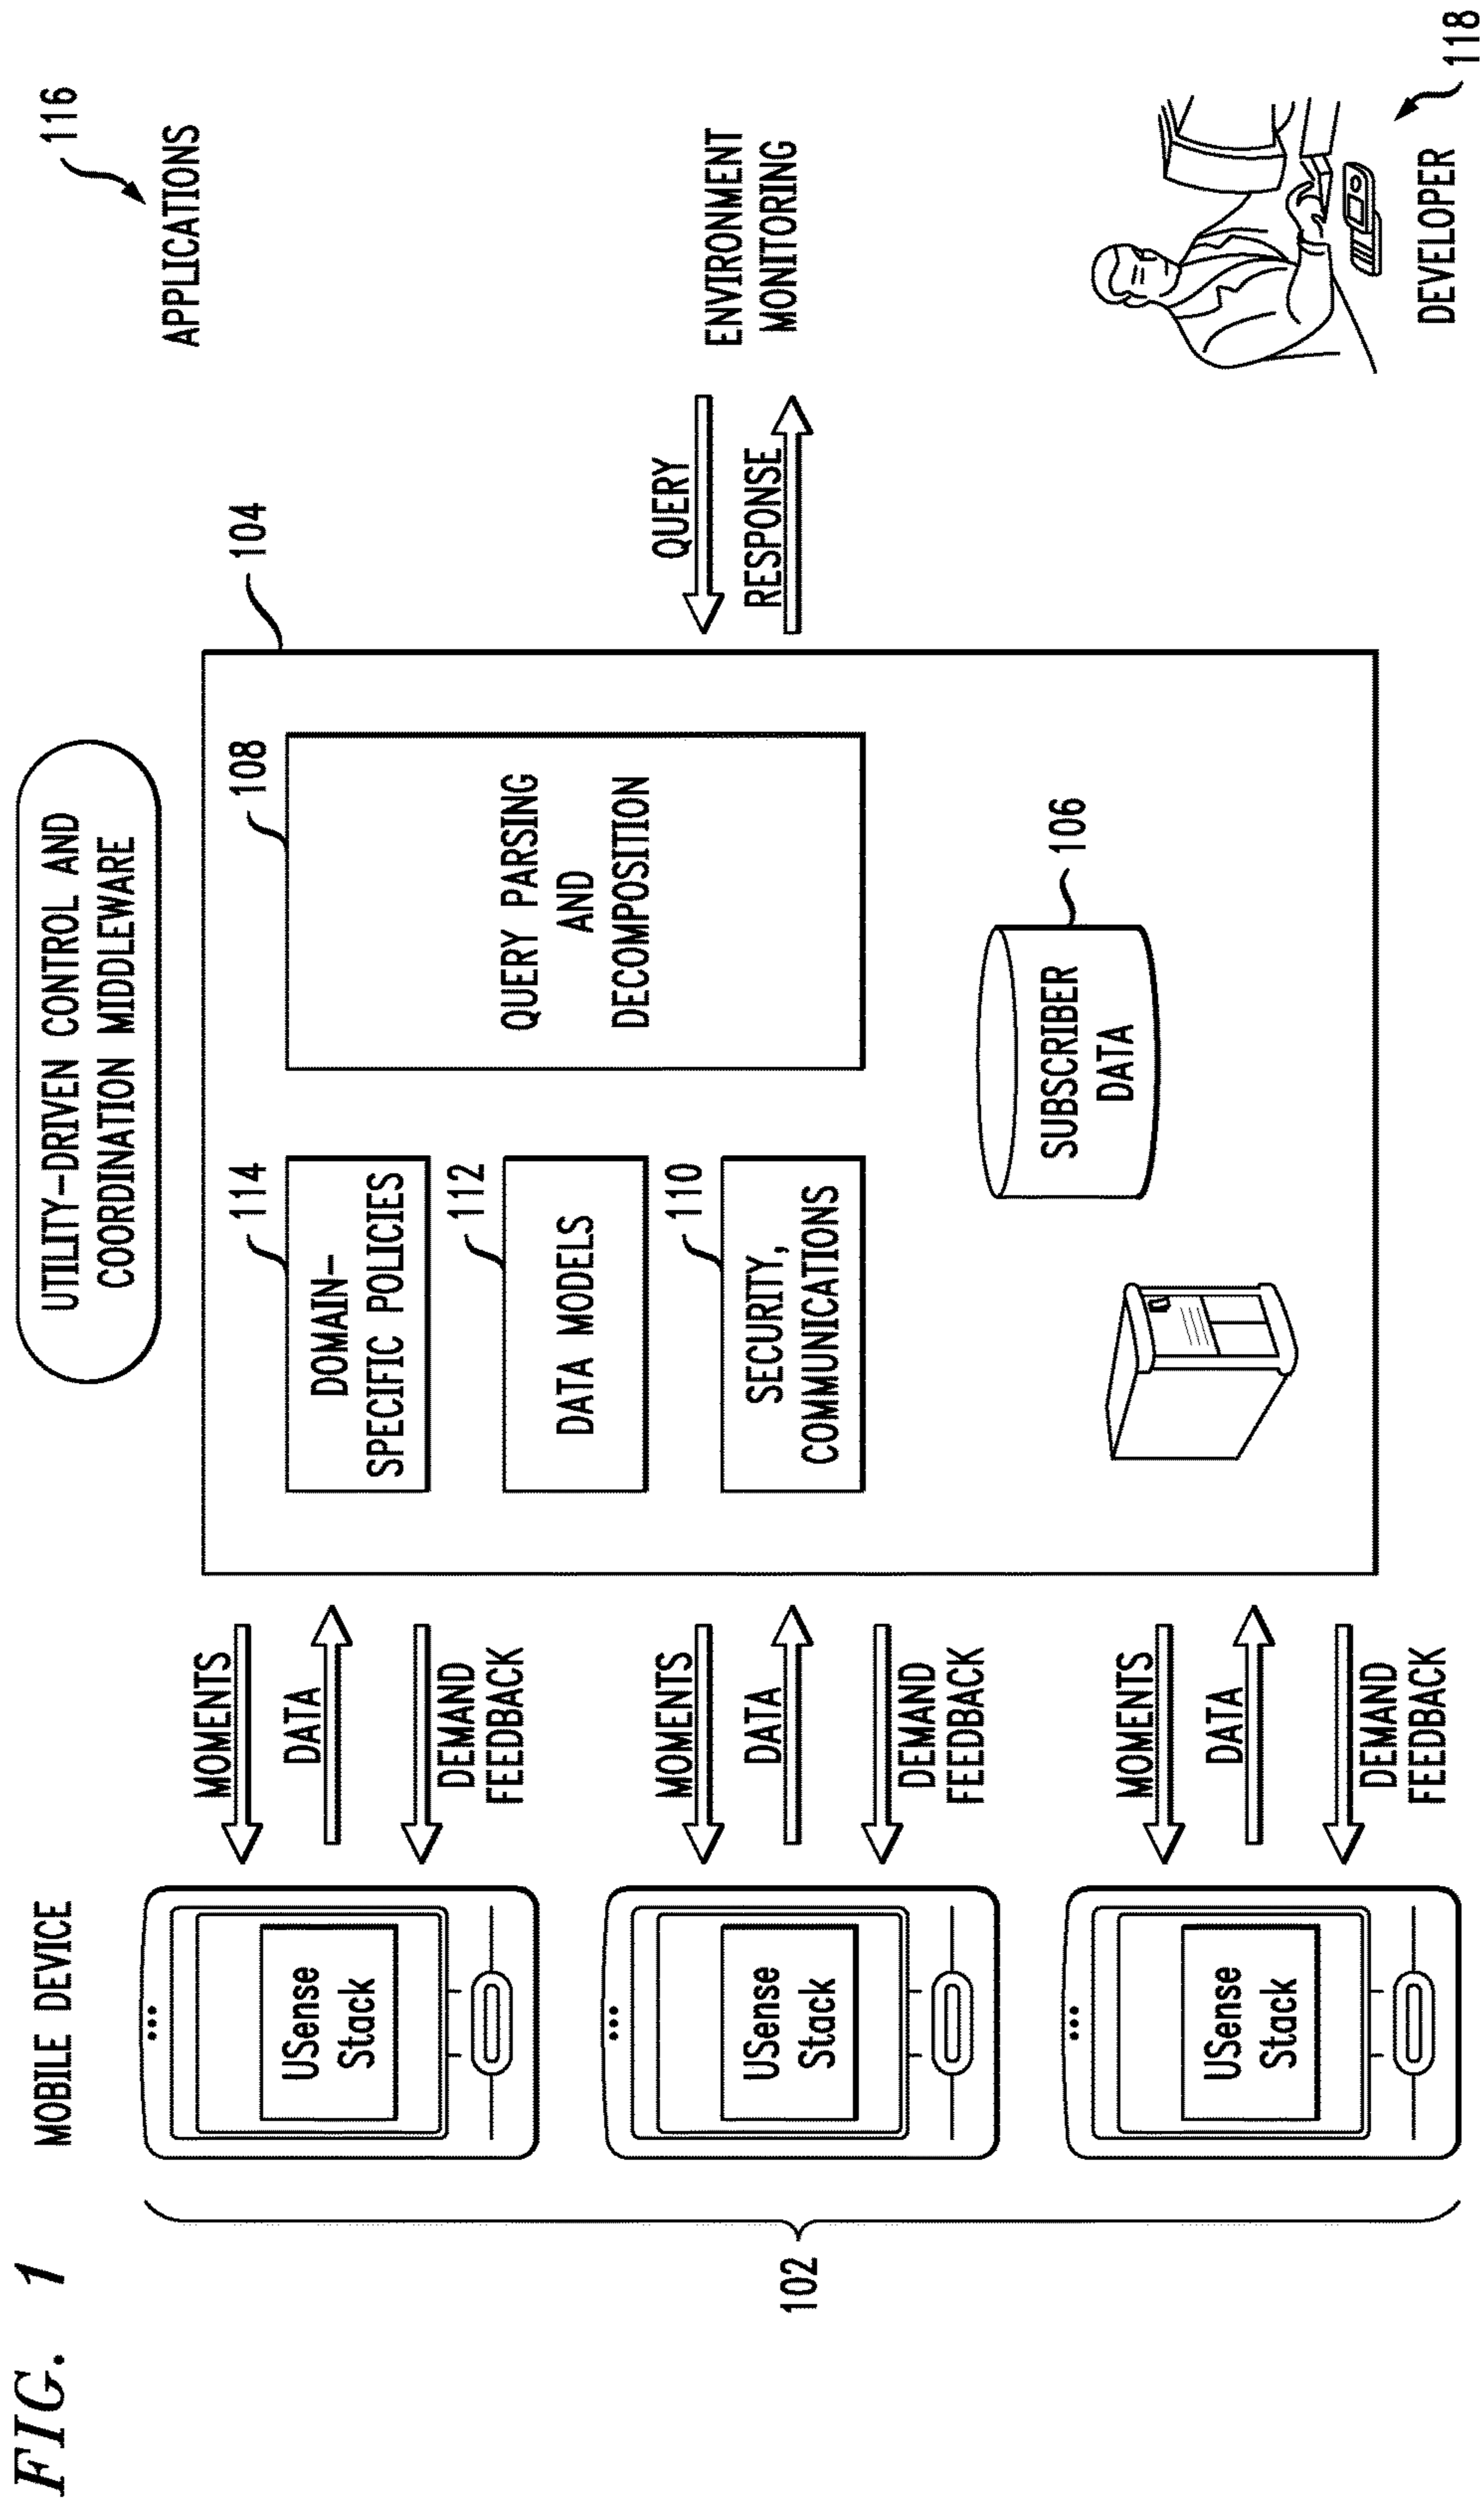 FIG. 1
MOBILE DEVICE
USense
Stack
USense
Stack
USense
Stack
102
MOMENTS
DATA
DEMAND
FEEDBACK
MOMENTS
DATA
DEMAND
FEEDBACK
MOMENTS
DATA
DEMAND
FEEDBACK
UTILITY-DRIVEN CONTROL AND
COORDINATION MIDDLEWARE
104
114
DOMAIN-
SPECIFIC POLICIES
112
DATA MODELS
110
SECURITY,
COMMUNICATIONS
108
QUERY PARSING
AND
DECOMPOSITION
106
SUBSCRIBER
DATA
QUERY
RESPONSE
116
APPLICATIONS
ENVIRONMENT
MONITORING
DEVELOPER
118